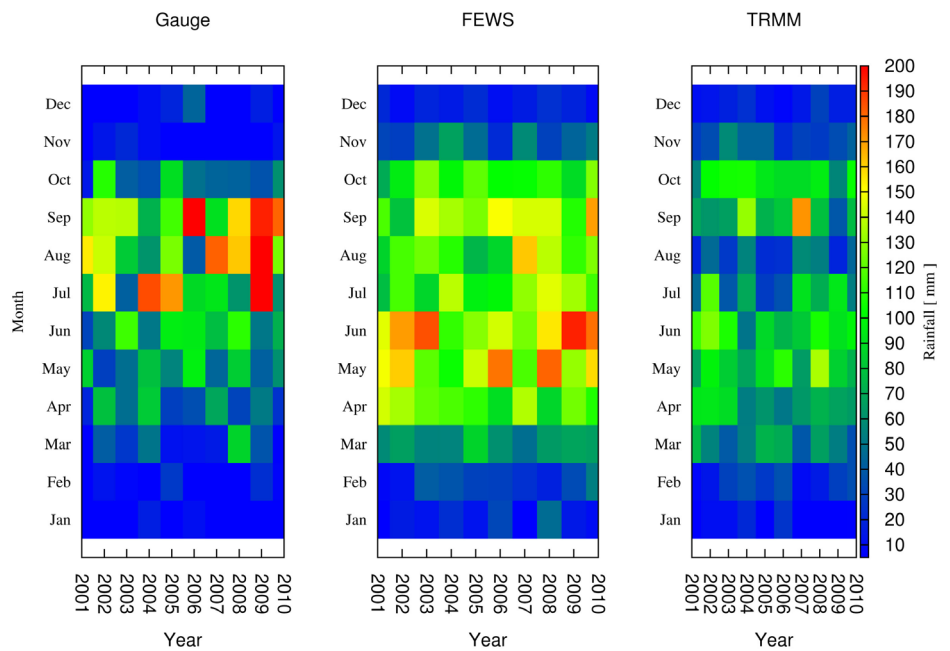 Gauge
FEWS
TRMM
Month
Dec
Nov
Oct
Sep
Aug
Jul
Jun
May
Apr
Mar
Feb
Jan
2001
2002
2003
2004
2005
2006
2007
2008
2009
2010
Year
Dec
Nov
Oct
Sep
Aug
Jul
Jun
May
Apr
Mar
Feb
Jan
2001
2002
2003
2004
2005
2006
2007
2008
2009
2010
Year
Dec
Nov
Oct
Sep
Aug
Jul
Jun
May
Apr
Mar
Feb
Jan
2001
2002
2003
2004
2005
2006
2007
2008
2009
2010
Year
200
190
180
170
160
150
140
130
120
110
100
90
80
70
60
50
40
30
20
10
Rainfall [ mm ]